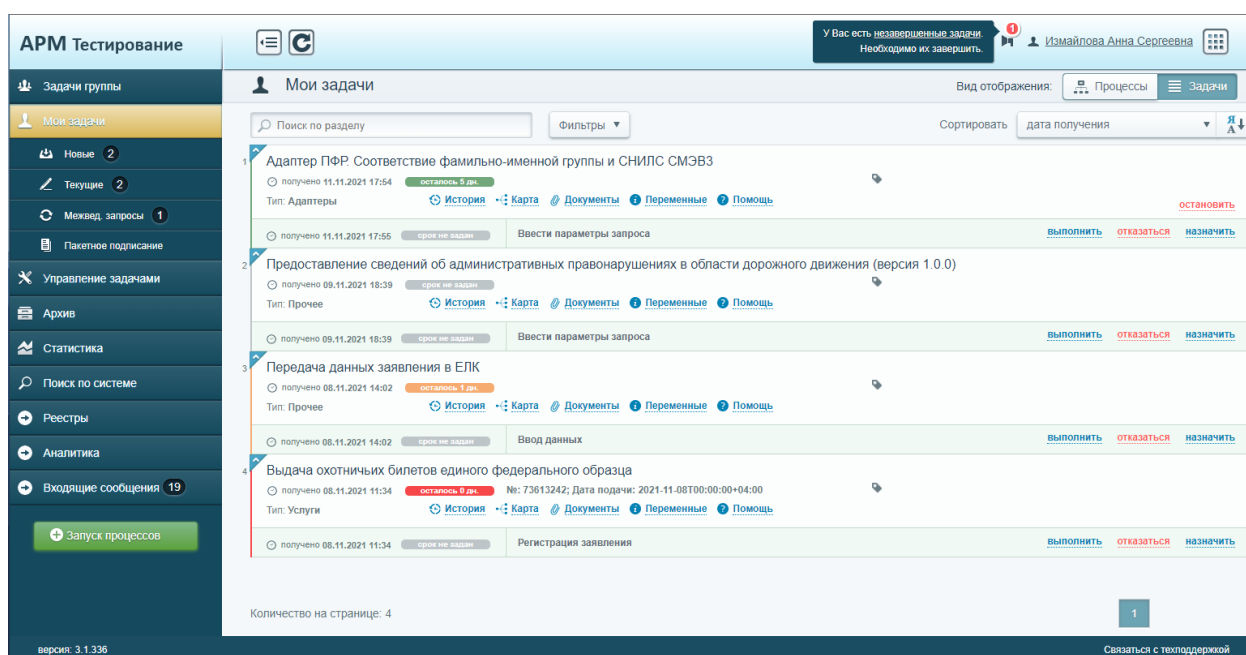 АРМ Тестирование
У Вас есть незавершенные задачи.
Необходимо их завершить.
1
Измайлова Анна Сергеевна
Задачи группы
Мои задачи
Новые 2
Текущие 2
Межвед. запросы 1
Пакетное подписание
Управление задачами
Архив
Статистика
Поиск по системе
Реестры
Аналитика
Входящие сообщения 19
Запуск процессов
Мои задачи
Вид отображения: Процессы Задачи
Поиск по разделу Фильтры Сортировать дата получения Я А
1 Адаптер ПФР. Соответствие фамильно-именной группы и СНИЛС СМЭВ3
получено 11.11.2021 17:54 осталось 5 дн.
Тип: Адаптеры История Карта Документы Переменные Помощь
остановить
получено 11.11.2021 17:55 срок не задан Ввести параметры запроса выполнить отказаться назначить
2 Предоставление сведений об административных правонарушениях в области дорожного движения (версия 1.0.0)
получено 09.11.2021 18:39 срок не задан
Тип: Прочее История Карта Документы Переменные Помощь
получено 09.11.2021 18:39 срок не задан Ввести параметры запроса выполнить отказаться назначить
3 Передача данных заявления в ЕЛК
получено 08.11.2021 14:02 осталось 1 дн.
Тип: Прочее История Карта Документы Переменные Помощь
получено 08.11.2021 14:02 срок не задан Ввод данных выполнить отказаться назначить
4 Выдача охотничьих билетов единого федерального образца
получено 08.11.2021 11:34 осталось 0 дн. №: 73613242; Дата подачи: 2021-11-08T00:00:00+04:00
Тип: Услуги История Карта Документы Переменные Помощь
получено 08.11.2021 11:34 срок не задан Регистрация заявления выполнить отказаться назначить
Количество на странице: 4
1
версия: 3.1.336
Связаться с техподдержкой